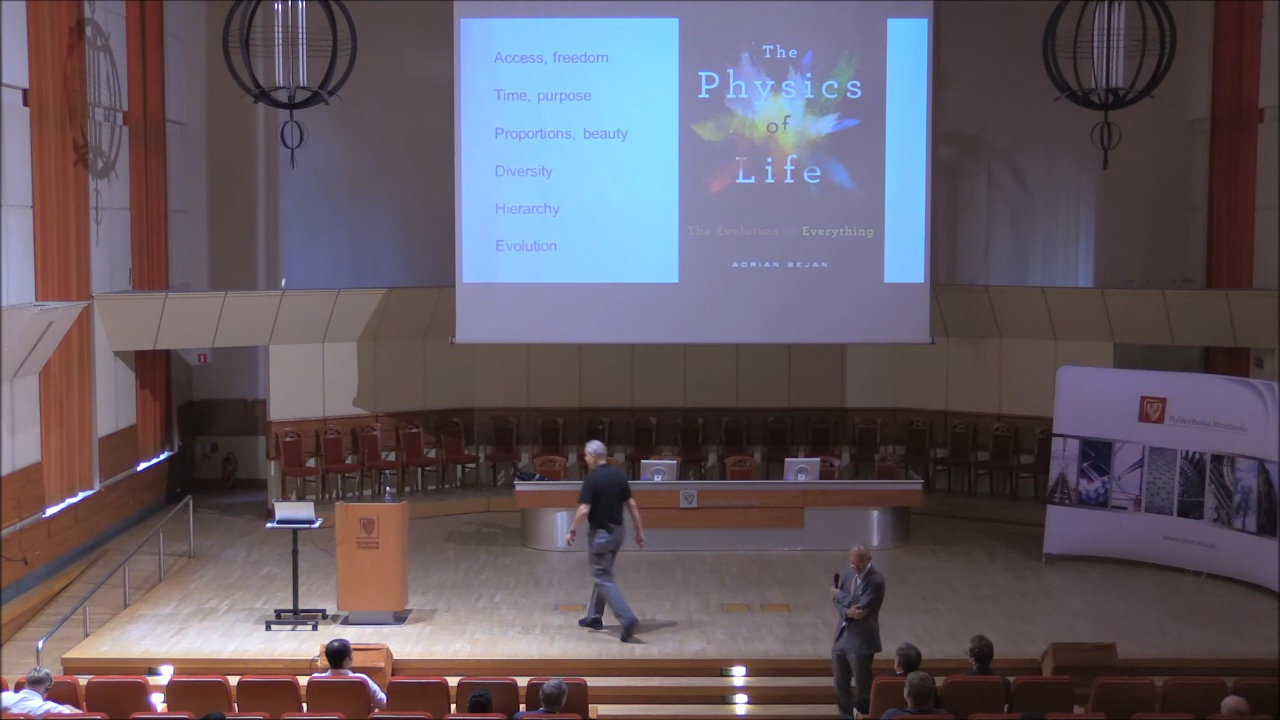 Access, freedom
Time, purpose
Proportions, beauty
Diversity
Hierarchy
Evolution
The
Physics
of
Life
The Evolution of Everything
ADRIAN BEJAN
Politechnika Wrocławska